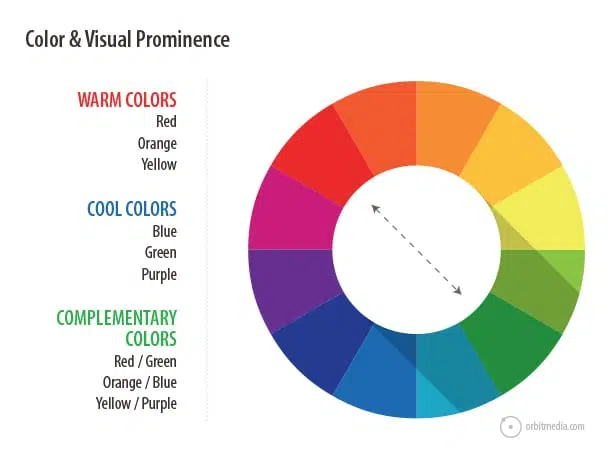 Color & Visual Prominence
WARM COLORS
Red
Orange
Yellow
COOL COLORS
Blue
Green
Purple
COMPLEMENTARY
COLORS
Red / Green
Orange / Blue
Yellow / Purple
orbitmedia.com